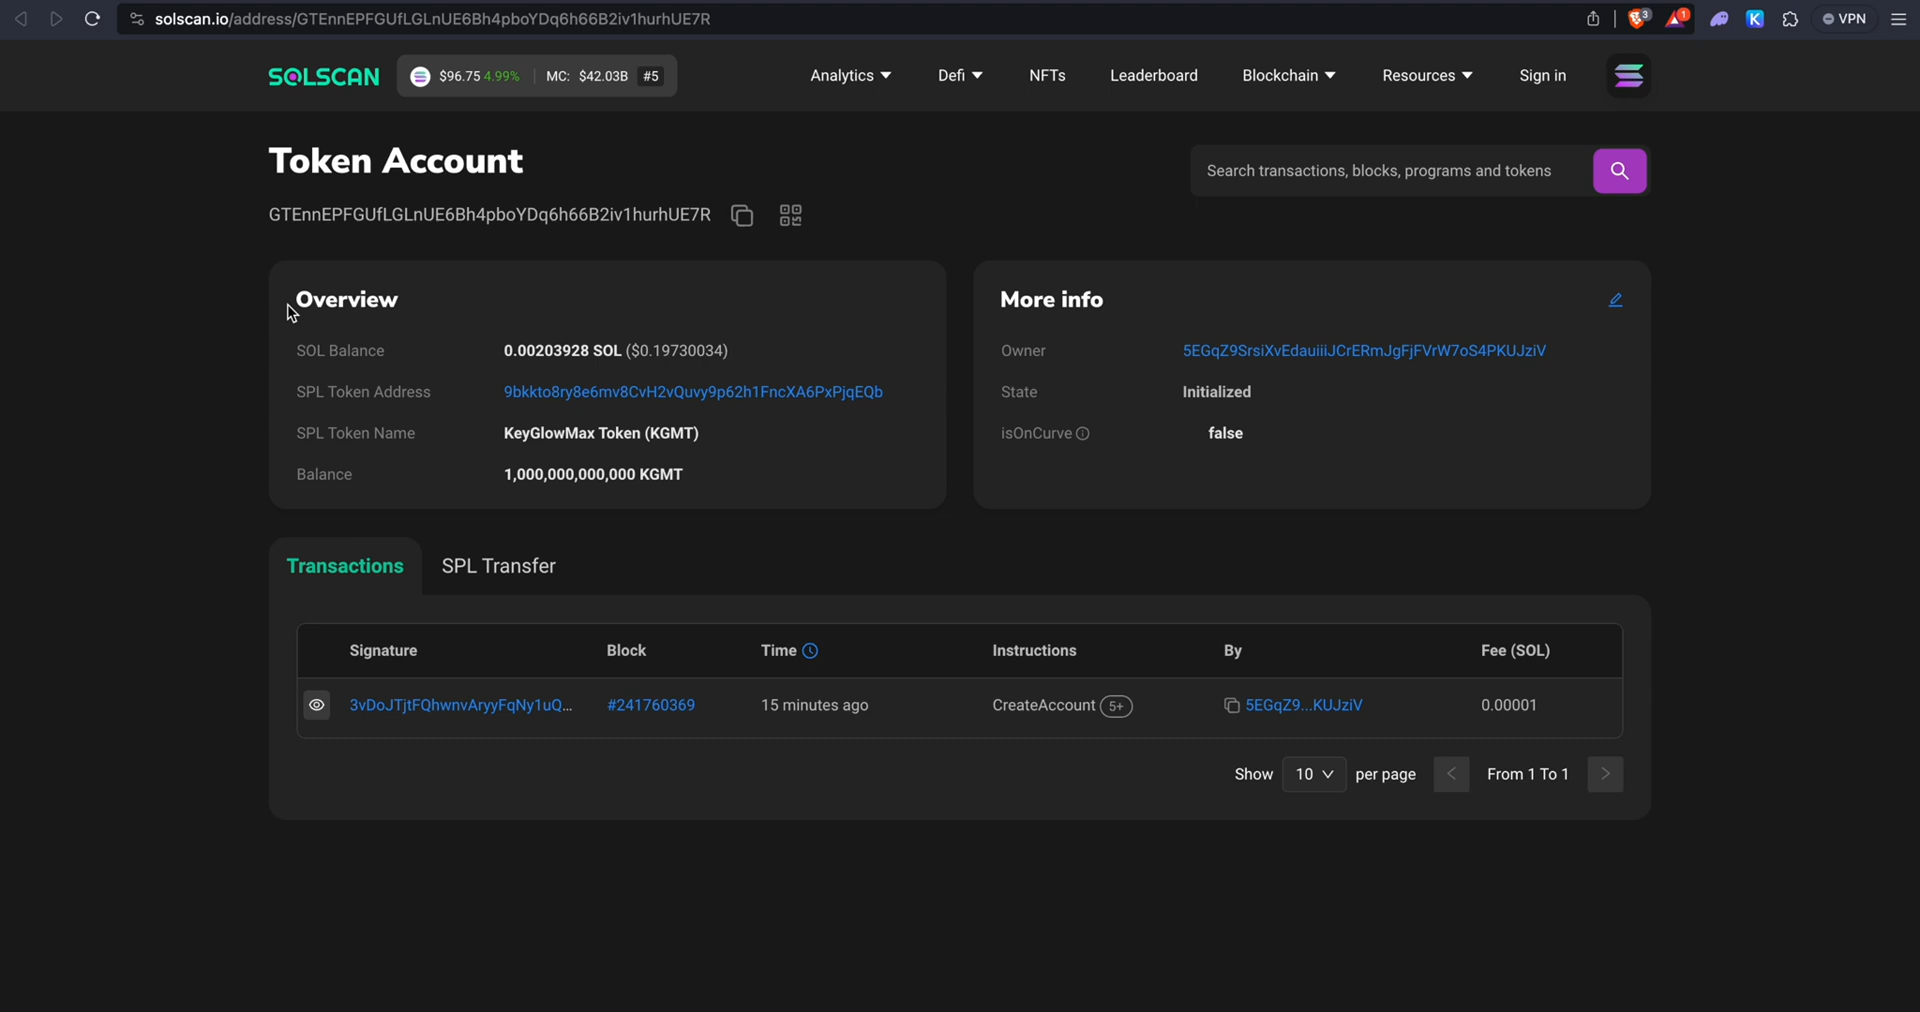 solscan.io/address/GTEnnEPFGUfLGLnUE6Bh4pboYDq6h66B2iv1hurhUE7R
3
1
K
VPN
SOLSCAN
$96.75 4.99% MC: $42.03B #5
Analytics
Defi
NFTs
Leaderboard
Blockchain
Resources
Sign in
Token Account
Search transactions, blocks, programs and tokens
GTEnnEPFGUfLGLnUE6Bh4pboYDq6h66B2iv1hurhUE7R
Overview
SOL Balance 0.00203928 SOL ($0.19730034)
SPL Token Address 9bkkto8ry8e6mv8CvH2vQuvy9p62h1FncXA6PxPjqEQb
SPL Token Name KeyGlowMax Token (KGMT)
Balance 1,000,000,000,000 KGMT
More info
Owner 5EGqZ9SrsiXvEdauiiiJCrERmJgFjFVrW7oS4PKUJziV
State Initialized
isOnCurve false
Transactions SPL Transfer
Signature Block Time Instructions By Fee (SOL)
3vDoJTjtFQhwnvAryyFqNy1uQ... #241760369 15 minutes ago CreateAccount 5+ 5EGqZ9...KUJziV 0.00001
Show 10 per page From 1 To 1